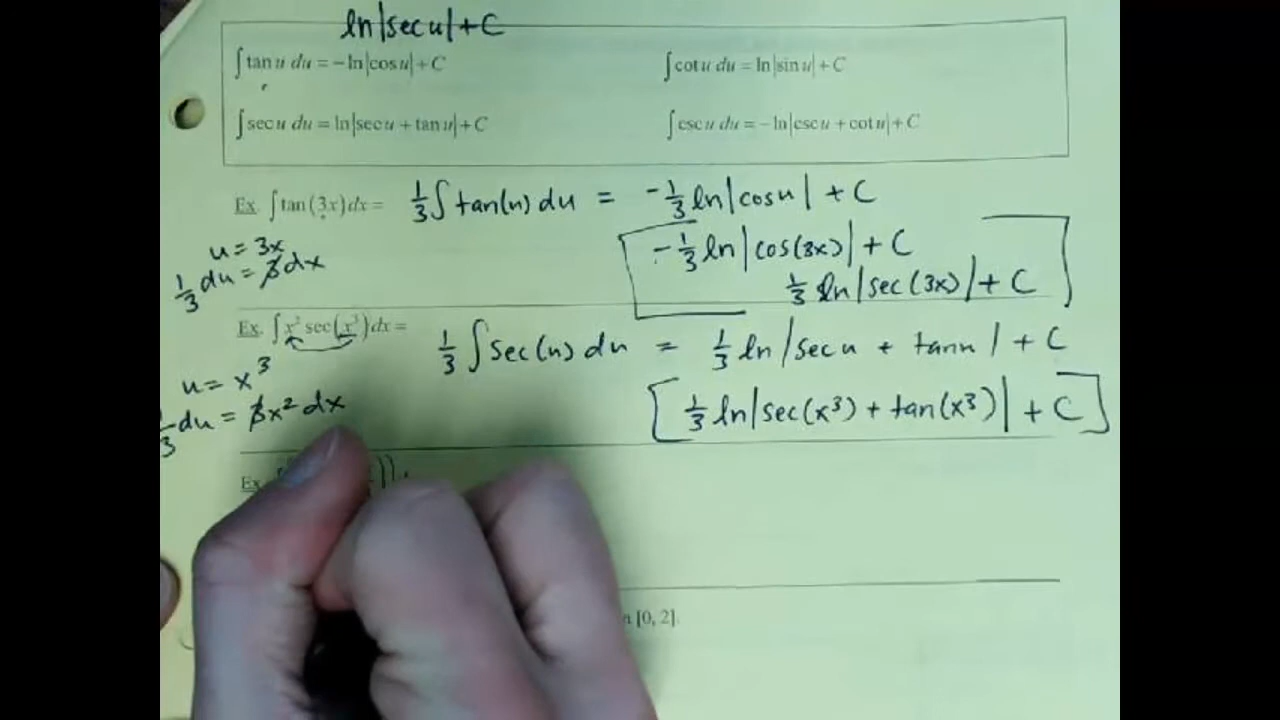 ln|sec u| + C
∫tan u du = −ln|cos u| + C
∫cot u du = ln|sin u| + C
∫sec u du = ln|sec u + tan u| + C
∫csc u du = −ln|csc u + cot u| + C
Ex. ∫tan(3x)dx = 1/3 ∫tan(u) du = -1/3 ln|cos u| + C
u = 3x
1/3 du = 3dx
-1/3 ln|cos(3x)| + C
1/3 ln|sec(3x)| + C
Ex. ∫x² sec(x³)dx = 1/3 ∫sec(u) du = 1/3 ln|sec u + tan u| + C
u = x³
1/3 du = 3x² dx
1/3 ln|sec(x³) + tan(x³)| + C
Ex.
[0, 2].